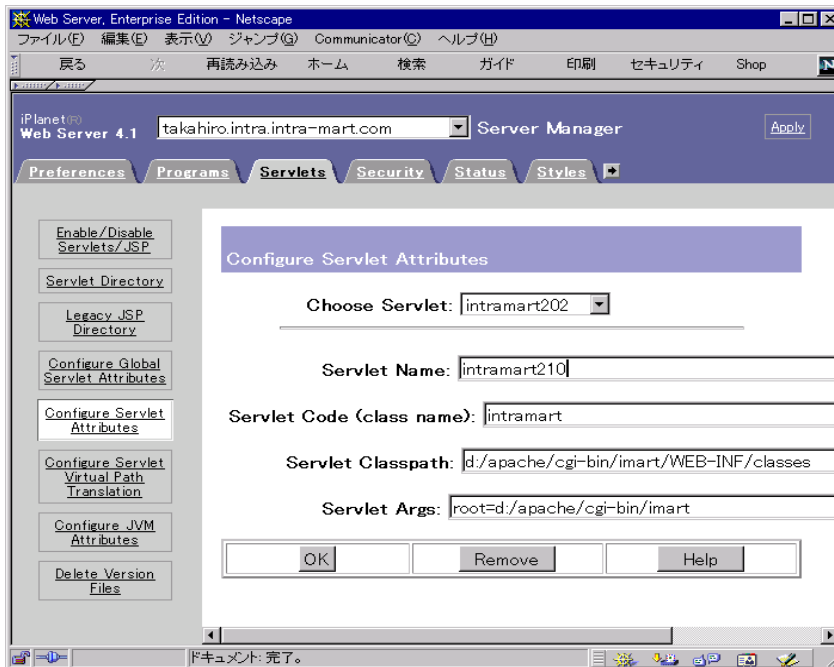 Web Server, Enterprise Edition - Netscape
ファイル(F) 編集(E) 表示(V) ジャンプ(G) Communicator(C) ヘルプ(H)
戻る 次 再読み込み ホーム 検索 ガイド 印刷 セキュリティ Shop N
iPlanet(R)
Web Server 4.1 takahiro.intra.intra-mart.com Server Manager Apply
Preferences Programs Servlets Security Status Styles
Enable/Disable
Servlets/JSP
Servlet Directory
Legacy JSP
Directory
Configure Global
Servlet Attributes
Configure Servlet
Attributes
Configure Servlet
Virtual Path
Translation
Configure JVM
Attributes
Delete Version
Files
Configure Servlet Attributes
Choose Servlet: intramart202
Servlet Name: intramart210
Servlet Code (class name): intramart
Servlet Classpath: d:/apache/cgi-bin/imart/WEB-INF/classes
Servlet Args: root=d:/apache/cgi-bin/imart
OK Remove Help
ドキュメント: 完了。